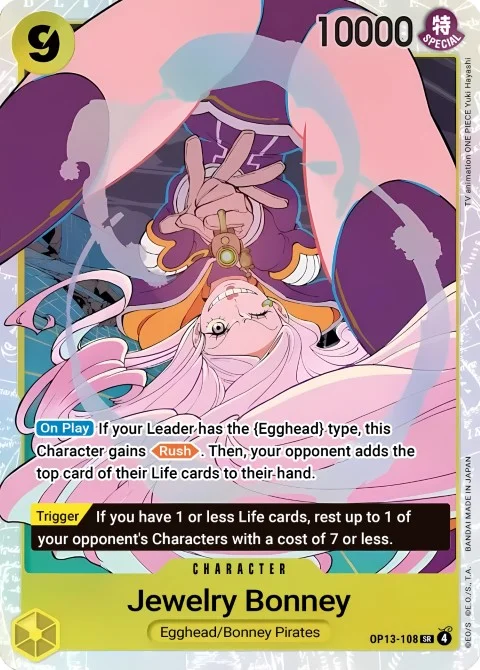 9
10000
特
SPECIAL
TV animation ONE PIECE Yuki Hayashi
On Play If your Leader has the {Egghead} type, this
Character gains Rush. Then, your opponent adds the
top card of their Life cards to their hand.
Trigger If you have 1 or less Life cards, rest up to 1 of
your opponent's Characters with a cost of 7 or less.
BANDAI MADE IN JAPAN
©E.O/S ©E.O./S.,T.A.
CHARACTER
Jewelry Bonney
Egghead/Bonney Pirates
OP13-108 SR 4